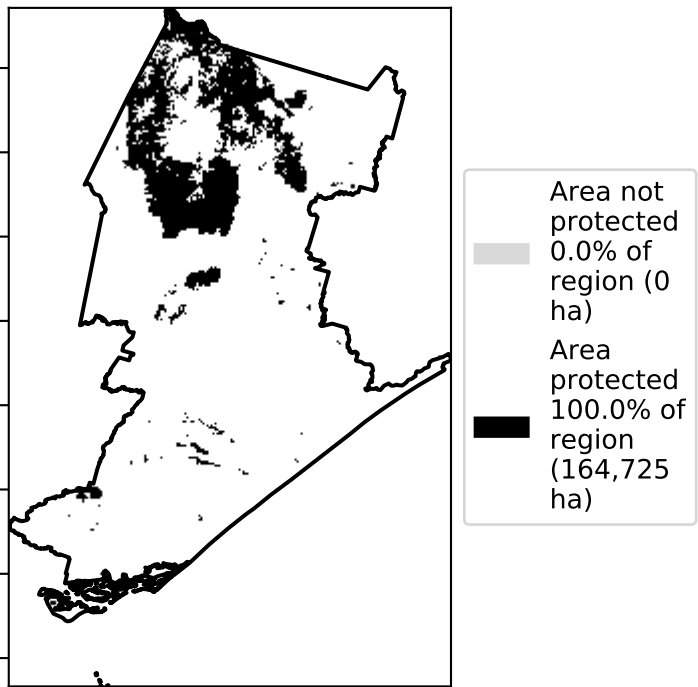 Area not
protected
0.0% of
region (0
ha)
Area
protected
100.0% of
region
(164,725
ha)